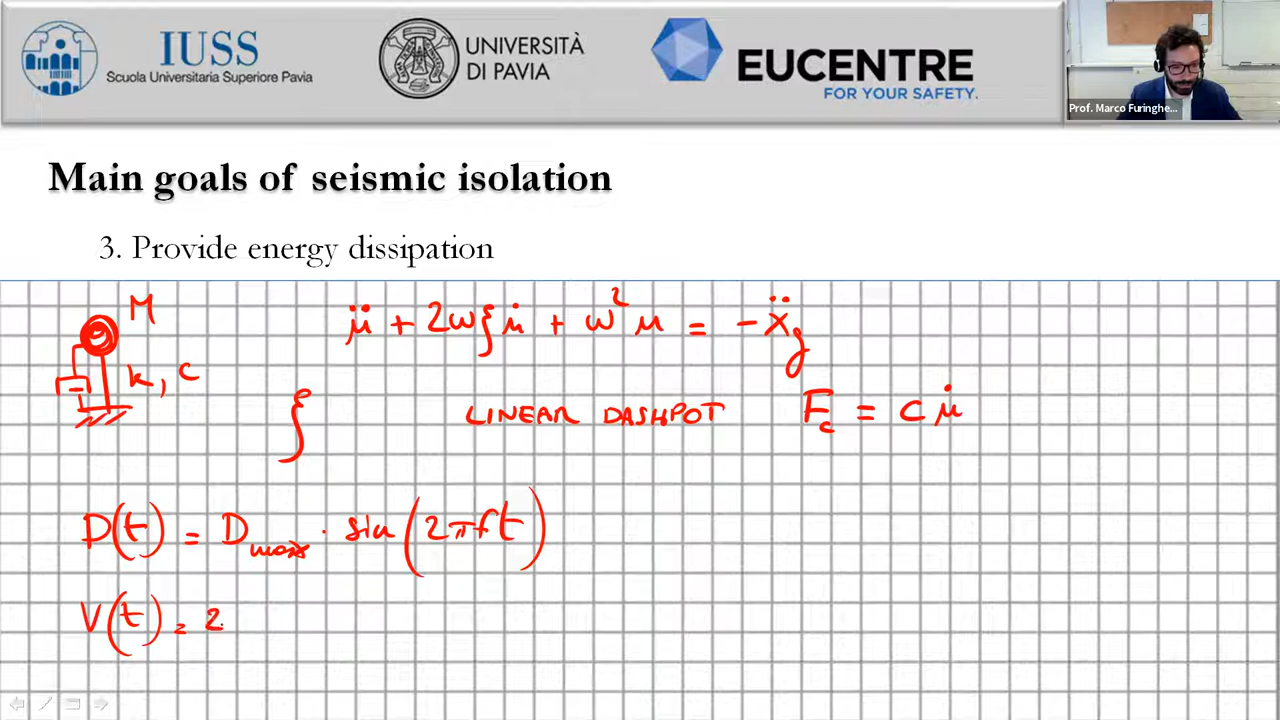 IUSS
Scuola Universitaria Superiore Pavia
UNIVERSITÀ
DI PAVIA
EUCENTRE
FOR YOUR SAFETY.
Prof. Marco Furinghe...
Main goals of seismic isolation
3. Provide energy dissipation
M
k, c
ü + 2ωξu̇ + ω²u = -ẍg
ξ LINEAR DASHPOT Fc = cu̇
D(t) = Dmax · sin(2πft)
V(t) = 2